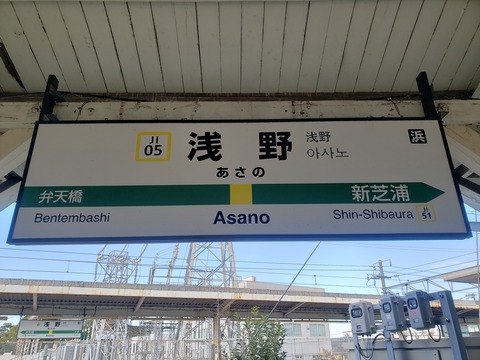 JI
05
浅野
浅野
아사노
浜
あさの
弁天橋
新芝浦
Bentembashi
Asano
Shin-Shibaura
JI
51